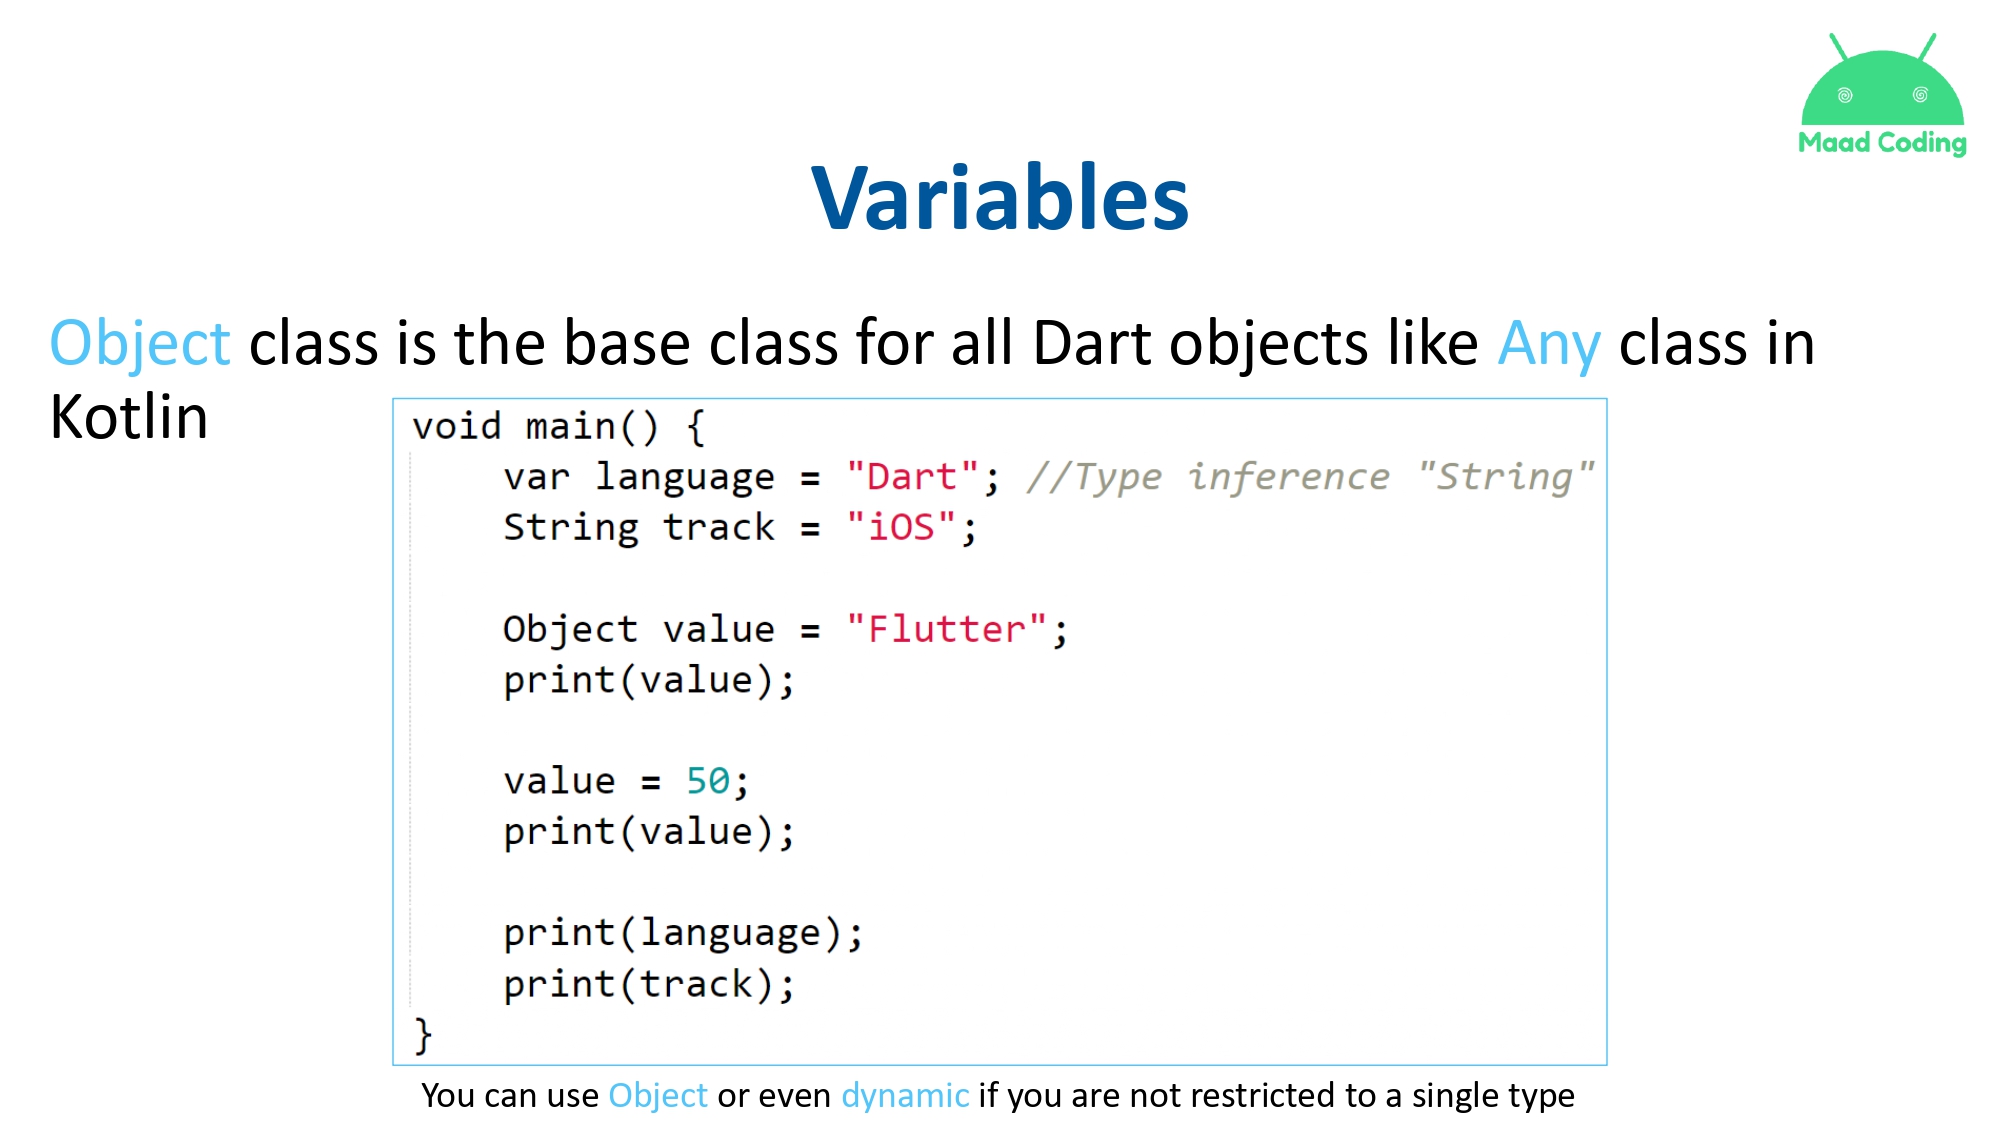 Maad Coding
Variables
Object class is the base class for all Dart objects like Any class in
Kotlin
void main() {
    var language = "Dart"; //Type inference "String"
    String track = "iOS";

    Object value = "Flutter";
    print(value);

    value = 50;
    print(value);

    print(language);
    print(track);
}
You can use Object or even dynamic if you are not restricted to a single type